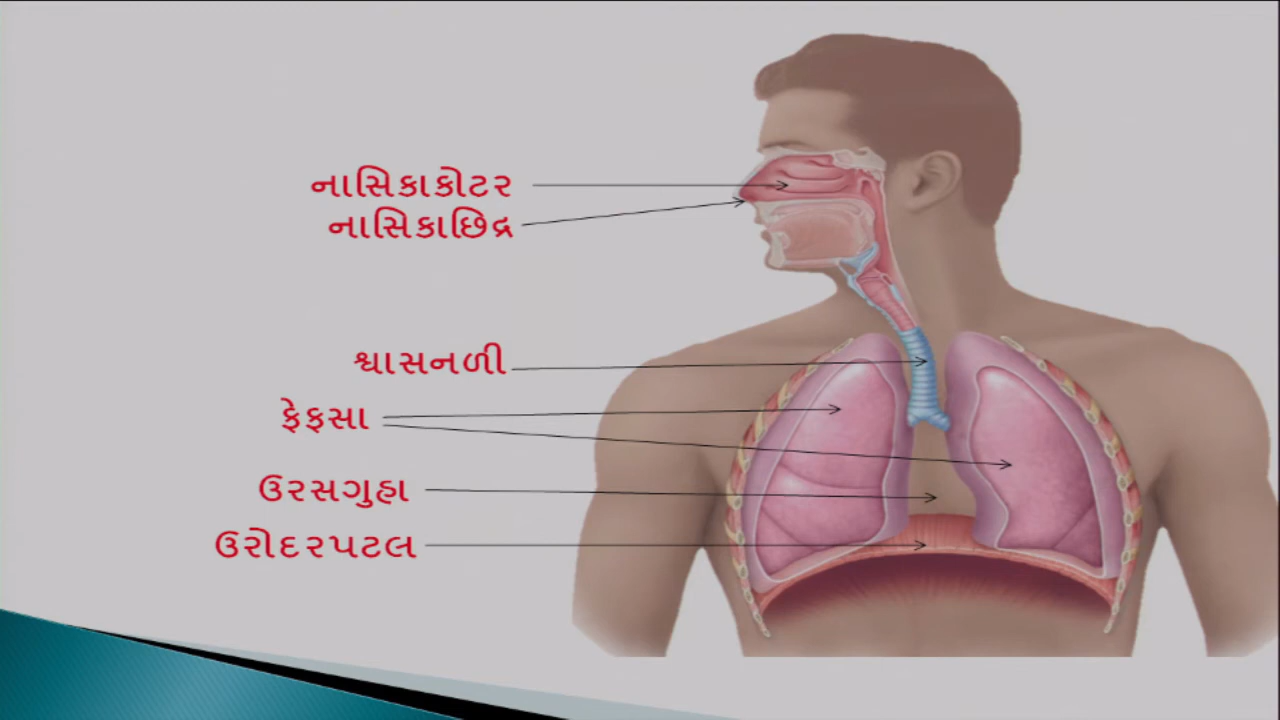 નાસિકાકોટર
નાસિકાછિદ્ર
શ્વાસનળી
ફેફસા
ઉરસગુહા
ઉરોદરપટલ